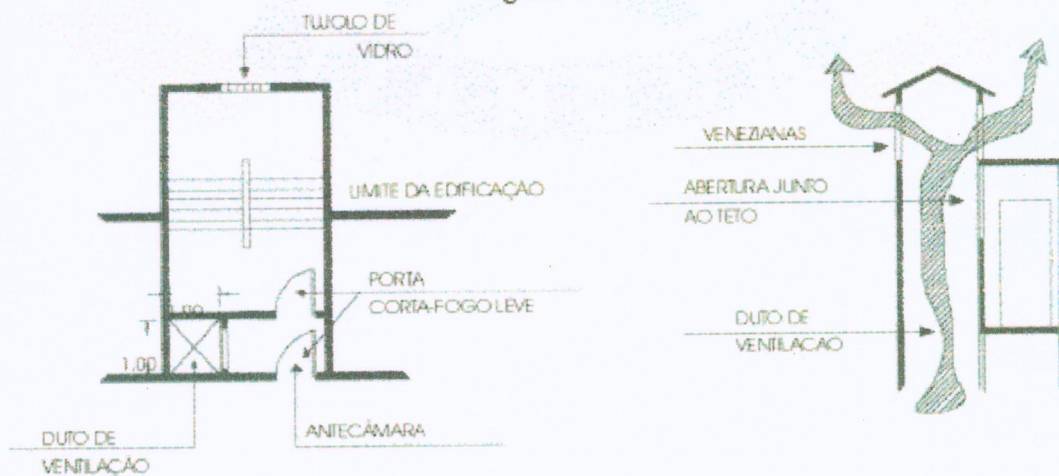 TIJOLO DE
VIDRO
LIMITE DA EDIFICAÇÃO
PORTA
CORTA-FOGO LEVE
1.00
1.00
DUTO DE
VENTILAÇÃO
ANTECÂMARA
VENEZIANAS
ABERTURA JUNTO
AO TETO
DUTO DE
VENTILAÇAO